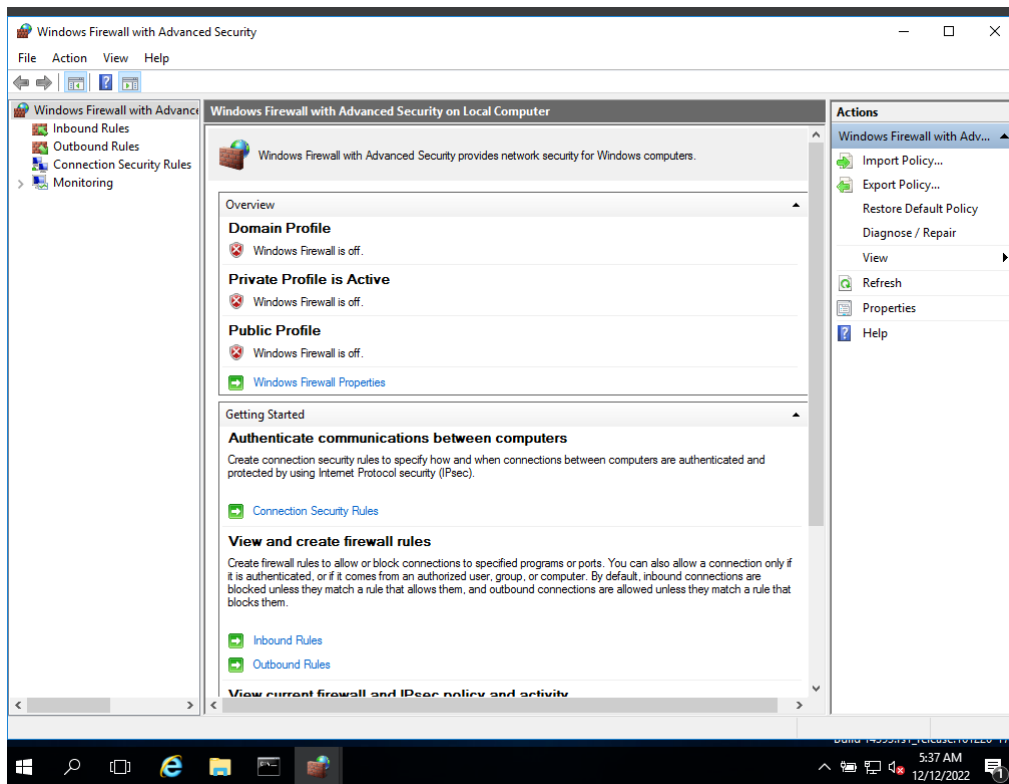 Windows Firewall with Advanced Security
File Action View Help
Windows Firewall with Advance
Inbound Rules
Outbound Rules
Connection Security Rules
Monitoring
Windows Firewall with Advanced Security on Local Computer
Windows Firewall with Advanced Security provides network security for Windows computers.
Overview
Domain Profile
Windows Firewall is off.
Private Profile is Active
Windows Firewall is off.
Public Profile
Windows Firewall is off.
Windows Firewall Properties
Getting Started
Authenticate communications between computers
Create connection security rules to specify how and when connections between computers are authenticated and
protected by using Internet Protocol security (IPsec).
Connection Security Rules
View and create firewall rules
Create firewall rules to allow or block connections to specified programs or ports. You can also allow a connection only if
it is authenticated, or if it comes from an authorized user, group, or computer. By default, inbound connections are
blocked unless they match a rule that allows them, and outbound connections are allowed unless they match a rule that
blocks them.
Inbound Rules
Outbound Rules
View current firewall and IPsec policy and activity
Actions
Windows Firewall with Adv...
Import Policy...
Export Policy...
Restore Default Policy
Diagnose / Repair
View
Refresh
Properties
Help
5:37 AM
12/12/2022
1